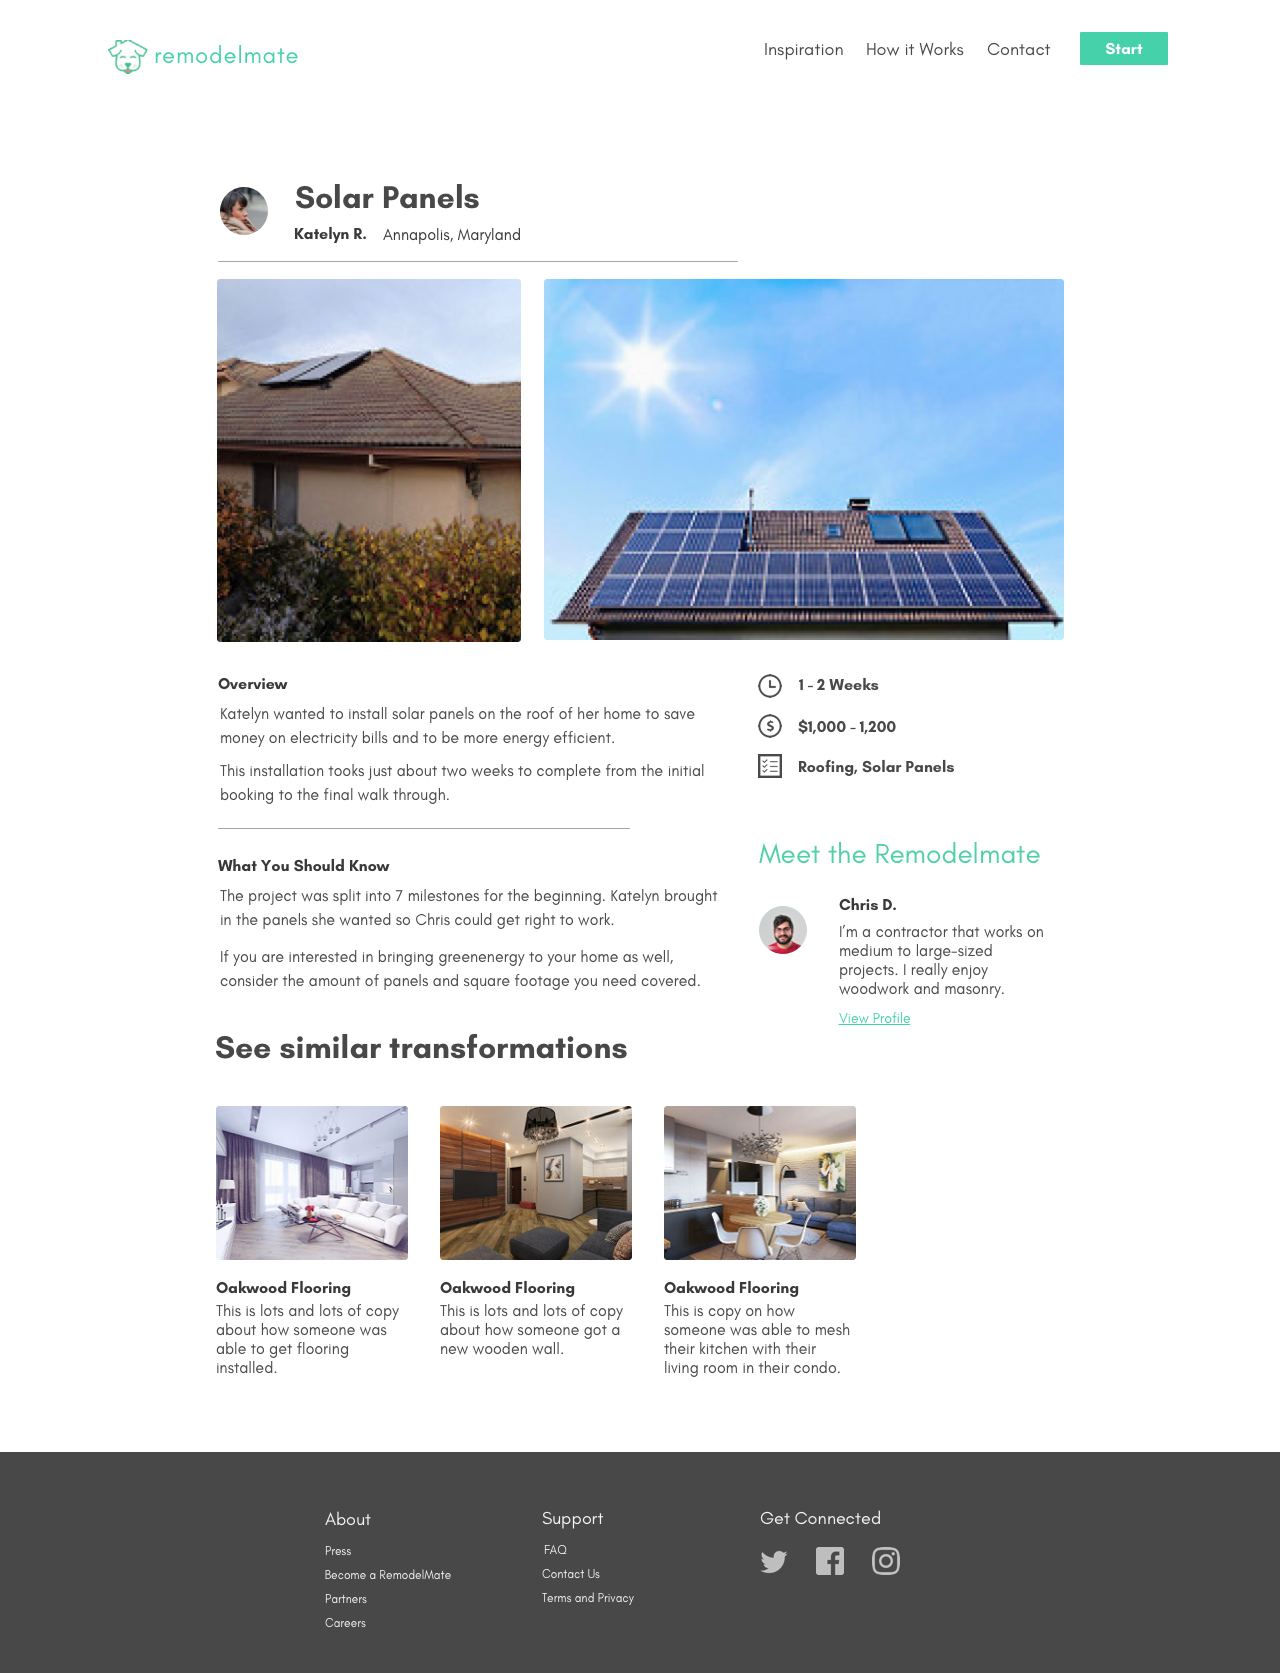 remodelmate
Inspiration How it Works Contact Start
Solar Panels
Katelyn R. Annapolis, Maryland
Overview
Katelyn wanted to install solar panels on the roof of her home to save
money on electricity bills and to be more energy efficient.
This installation tooks just about two weeks to complete from the initial
booking to the final walk through.
What You Should Know
The project was split into 7 milestones for the beginning. Katelyn brought
in the panels she wanted so Chris could get right to work.
If you are interested in bringing greenenergy to your home as well,
consider the amount of panels and square footage you need covered.
1 - 2 Weeks
$1,000 - 1,200
Roofing, Solar Panels
Meet the Remodelmate
Chris D.
I'm a contractor that works on
medium to large-sized
projects. I really enjoy
woodwork and masonry.
View Profile
See similar transformations
Oakwood Flooring
This is lots and lots of copy
about how someone was
able to get flooring
installed.
Oakwood Flooring
This is lots and lots of copy
about how someone got a
new wooden wall.
Oakwood Flooring
This is copy on how
someone was able to mesh
their kitchen with their
living room in their condo.
About
Press
Become a RemodelMate
Partners
Careers
Support
FAQ
Contact Us
Terms and Privacy
Get Connected